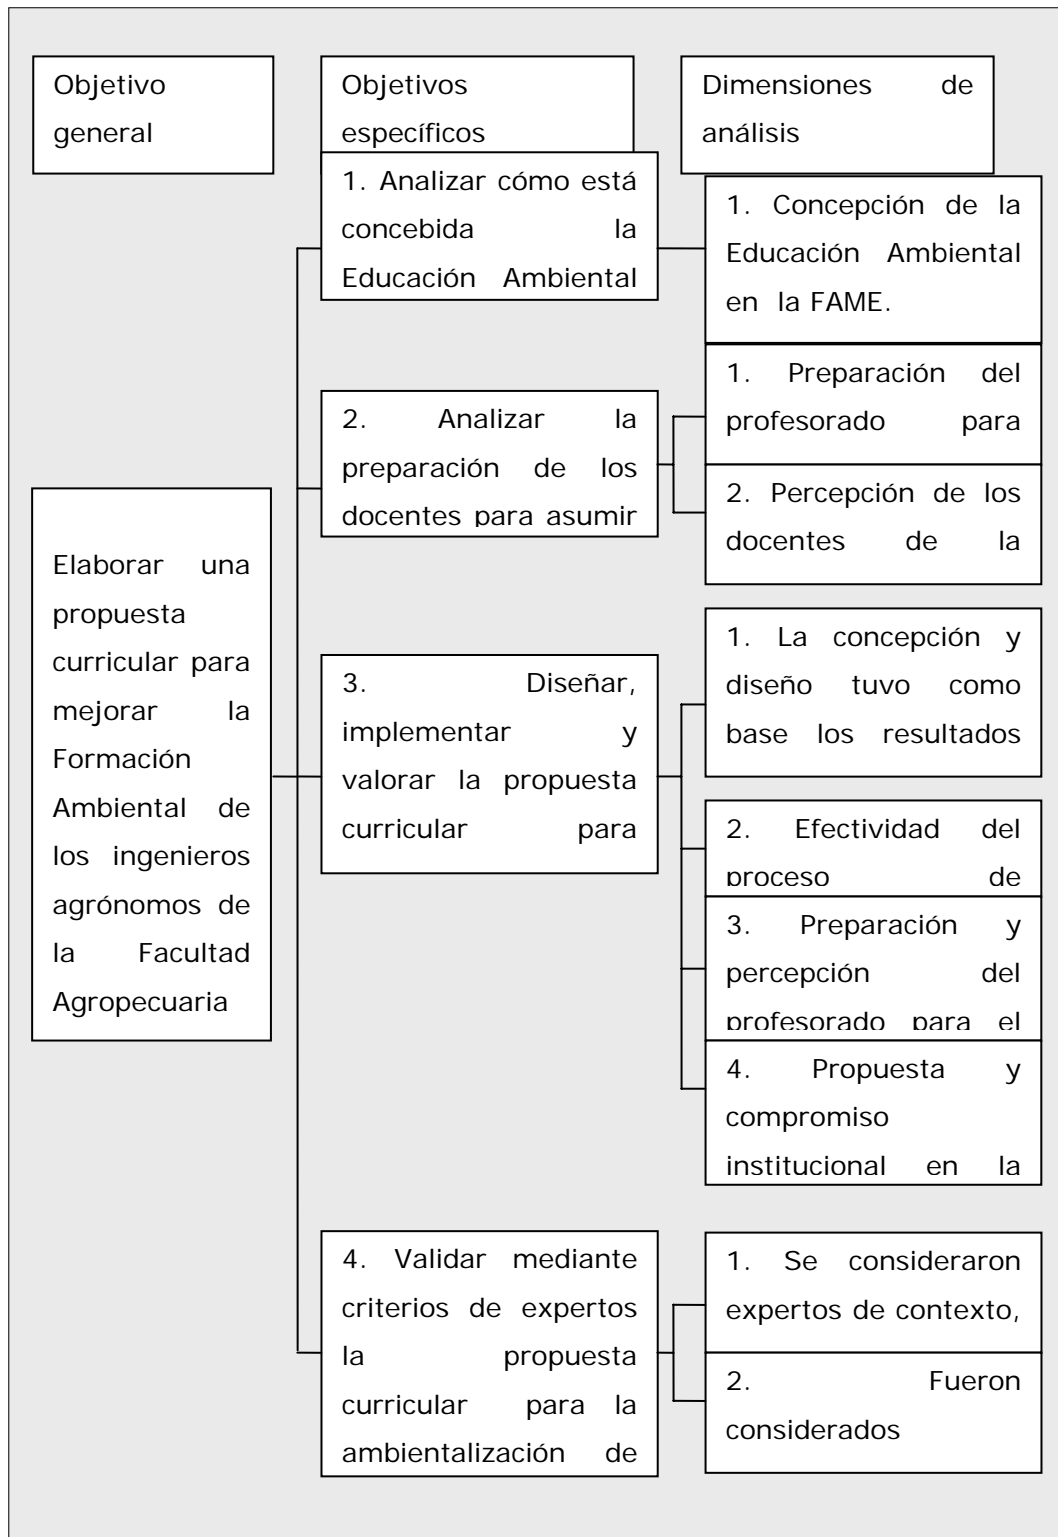 Objetivo
general
Objetivos
específicos
Dimensiones de
análisis
Elaborar una
propuesta
curricular para
mejorar la
Formación
Ambiental de
los ingenieros
agrónomos de
la Facultad
Agropecuaria
1. Analizar cómo está
concebida la
Educación Ambiental
1. Concepción de la
Educación Ambiental
en la FAME.
2. Analizar la
preparación de los
docentes para asumir
1. Preparación del
profesorado para
2. Percepción de los
docentes de la
3. Diseñar,
implementar y
valorar la propuesta
curricular para
1. La concepción y
diseño tuvo como
base los resultados
2. Efectividad del
proceso de
3. Preparación y
percepción del
profesorado para el
4. Propuesta y
compromiso
institucional en la
4. Validar mediante
criterios de expertos
la propuesta
curricular para la
ambientalización de
1. Se consideraron
expertos de contexto,
2. Fueron
considerados